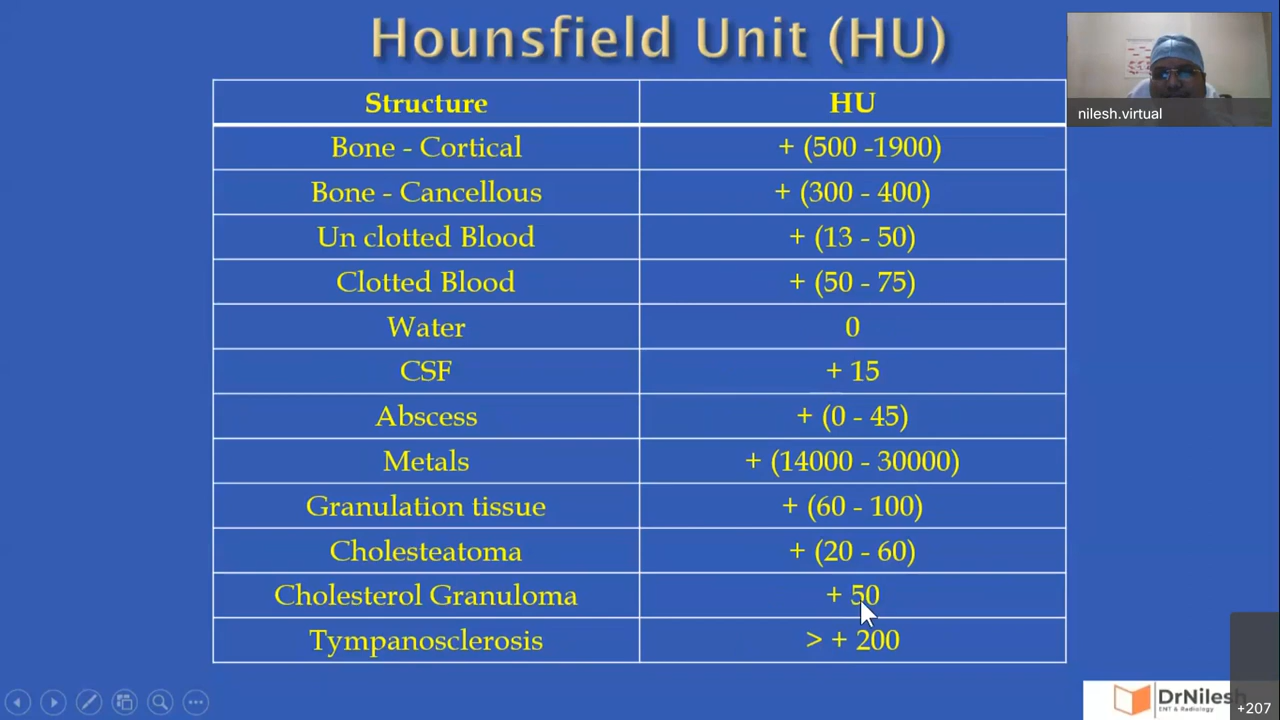 Hounsfield Unit (HU)
nilesh.virtual
Structure HU
Bone - Cortical + (500 -1900)
Bone - Cancellous + (300 - 400)
Un clotted Blood + (13 - 50)
Clotted Blood + (50 - 75)
Water 0
CSF + 15
Abscess + (0 - 45)
Metals + (14000 - 30000)
Granulation tissue + (60 - 100)
Cholesteatoma + (20 - 60)
Cholesterol Granuloma + 50
Tympanosclerosis > + 200
DrNilesh
ENT & Radiology
+207